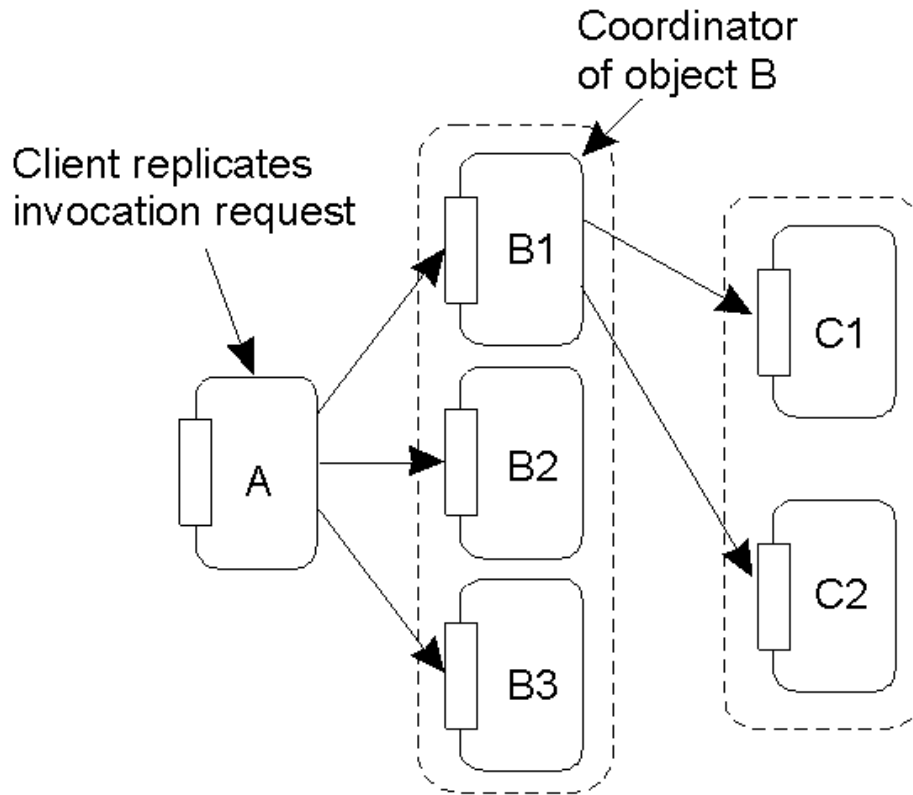 Coordinator
of object B
Client replicates
invocation request
B1
C1
A
B2
C2
B3